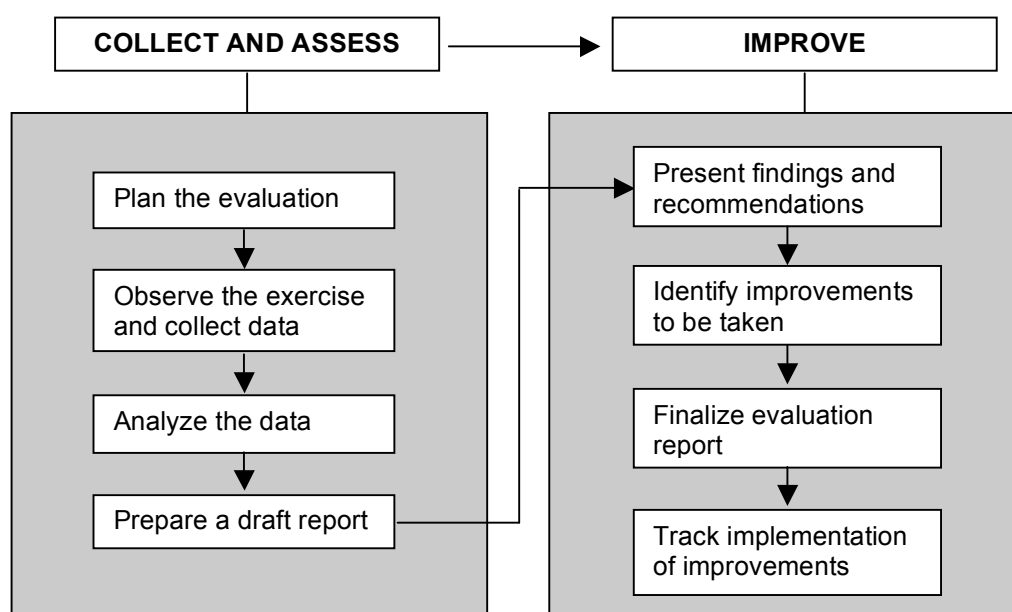 COLLECT AND ASSESS
IMPROVE
Plan the evaluation
Observe the exercise
and collect data
Analyze the data
Prepare a draft report
Present findings and
recommendations
Identify improvements
to be taken
Finalize evaluation
report
Track implementation
of improvements